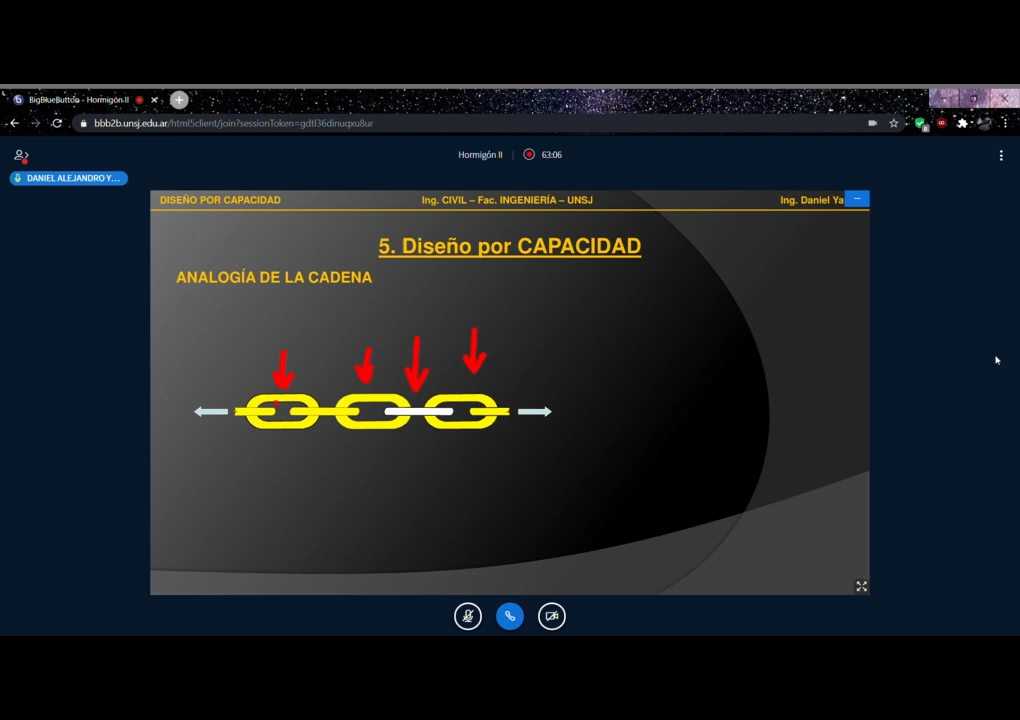 BigBlueButton - Hormigón II
bbb2b.unsj.edu.ar/html5client/join?sessionToken=gdtl36dinuqxu8ur
Hormigón II | 63:06
DANIEL ALEJANDRO Y...
DISEÑO POR CAPACIDAD
Ing. CIVIL – Fac. INGENIERÍA – UNSJ
Ing. Daniel Ya
5. Diseño por CAPACIDAD
ANALOGÍA DE LA CADENA